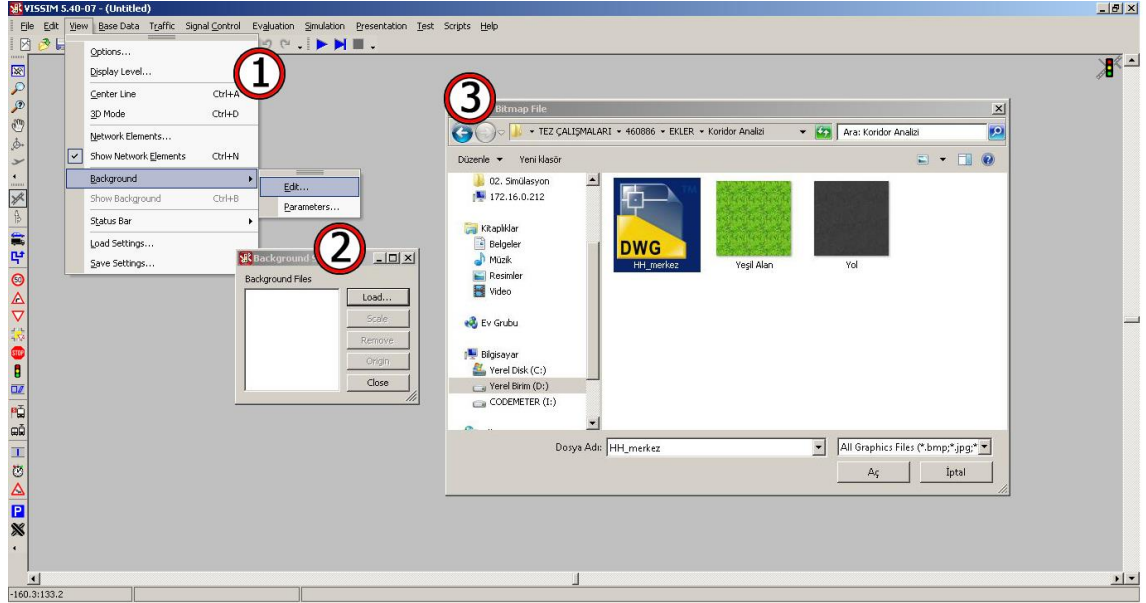 VISSIM 5.40-07 - (Untitled)
File Edit View Base Data Traffic Signal Control Evaluation Simulation Presentation Test Scripts Help
Options...
Display Level...
Center Line Ctrl+A
3D Mode Ctrl+D
Network Elements...
Show Network Elements Ctrl+N
Background
Show Background Ctrl+B
Status Bar
Load Settings...
Save Settings...
1
Edit...
Parameters...
2
Background
Background Files
Load...
Scale
Remove
Origin
Close
3
Bitmap File
TEZ ÇALIŞMALARI 460886 EKLER Koridor Analizi
Ara: Koridor Analizi
Düzenle Yeni klasör
02. Simülasyon
172.16.0.212
Kitaplıklar
Belgeler
Müzik
Resimler
Video
Ev Grubu
Bilgisayar
Yerel Disk (C:)
Yerel Birim (D:)
CODEMETER (I:)
TM
DWG
HH_merkez
Yeşil Alan
Yol
Dosya Adı: HH_merkez
All Graphics Files (*.bmp;*.jpg;*
Aç
İptal
50
STOP
P
-160.3:133.2